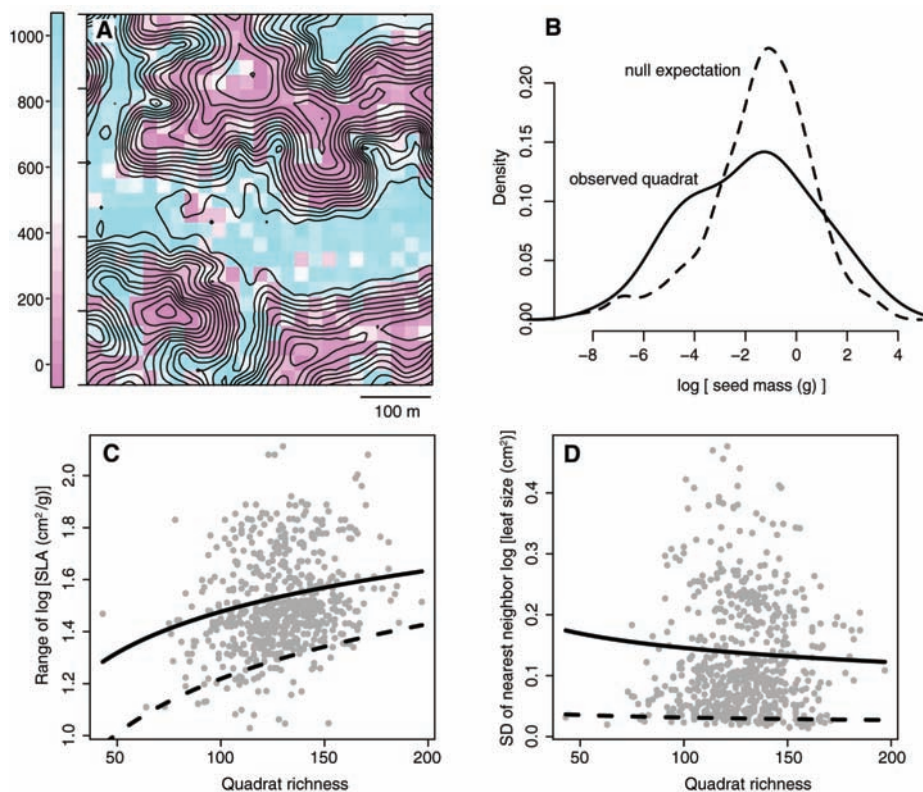 A
1000
800
600
400
200
0
100 m
B
null expectation
observed quadrat
Density
0.00 0.05 0.10 0.15 0.20
-8 -6 -4 -2 0 2 4
log [ seed mass (g) ]
C
Range of log [SLA (cm²/g)]
1.0 1.2 1.4 1.6 1.8 2.0
50 100 150 200
Quadrat richness
D
SD of nearest neighbor log [leaf size (cm²)]
0.0 0.1 0.2 0.3 0.4
50 100 150 200
Quadrat richness